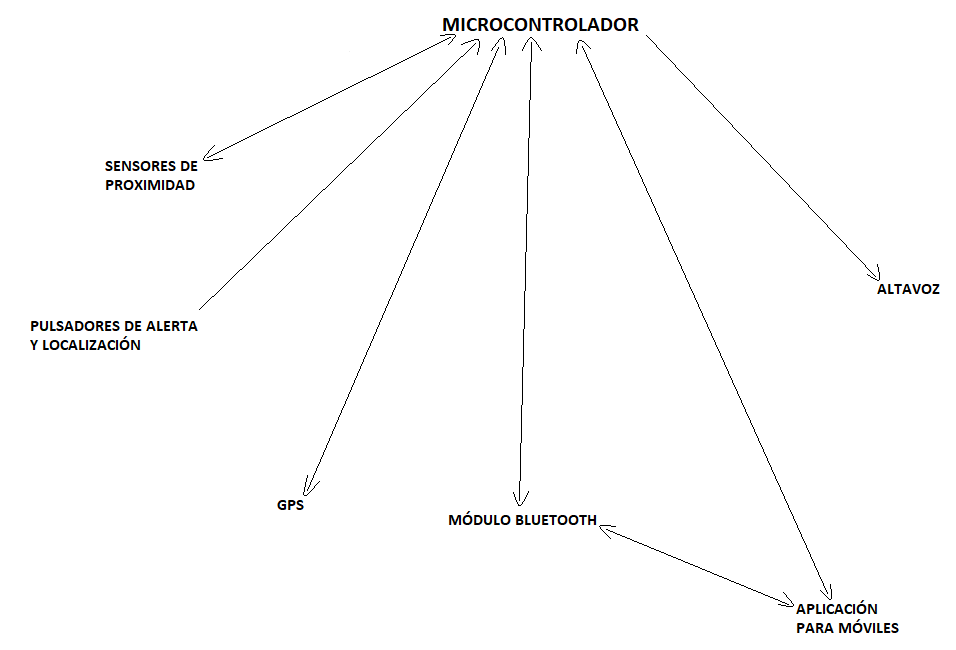 MICROCONTROLADOR
SENSORES DE
PROXIMIDAD
ALTAVOZ
PULSADORES DE ALERTA
Y LOCALIZACIÓN
GPS
MÓDULO BLUETOOTH
APLICACIÓN
PARA MÓVILES